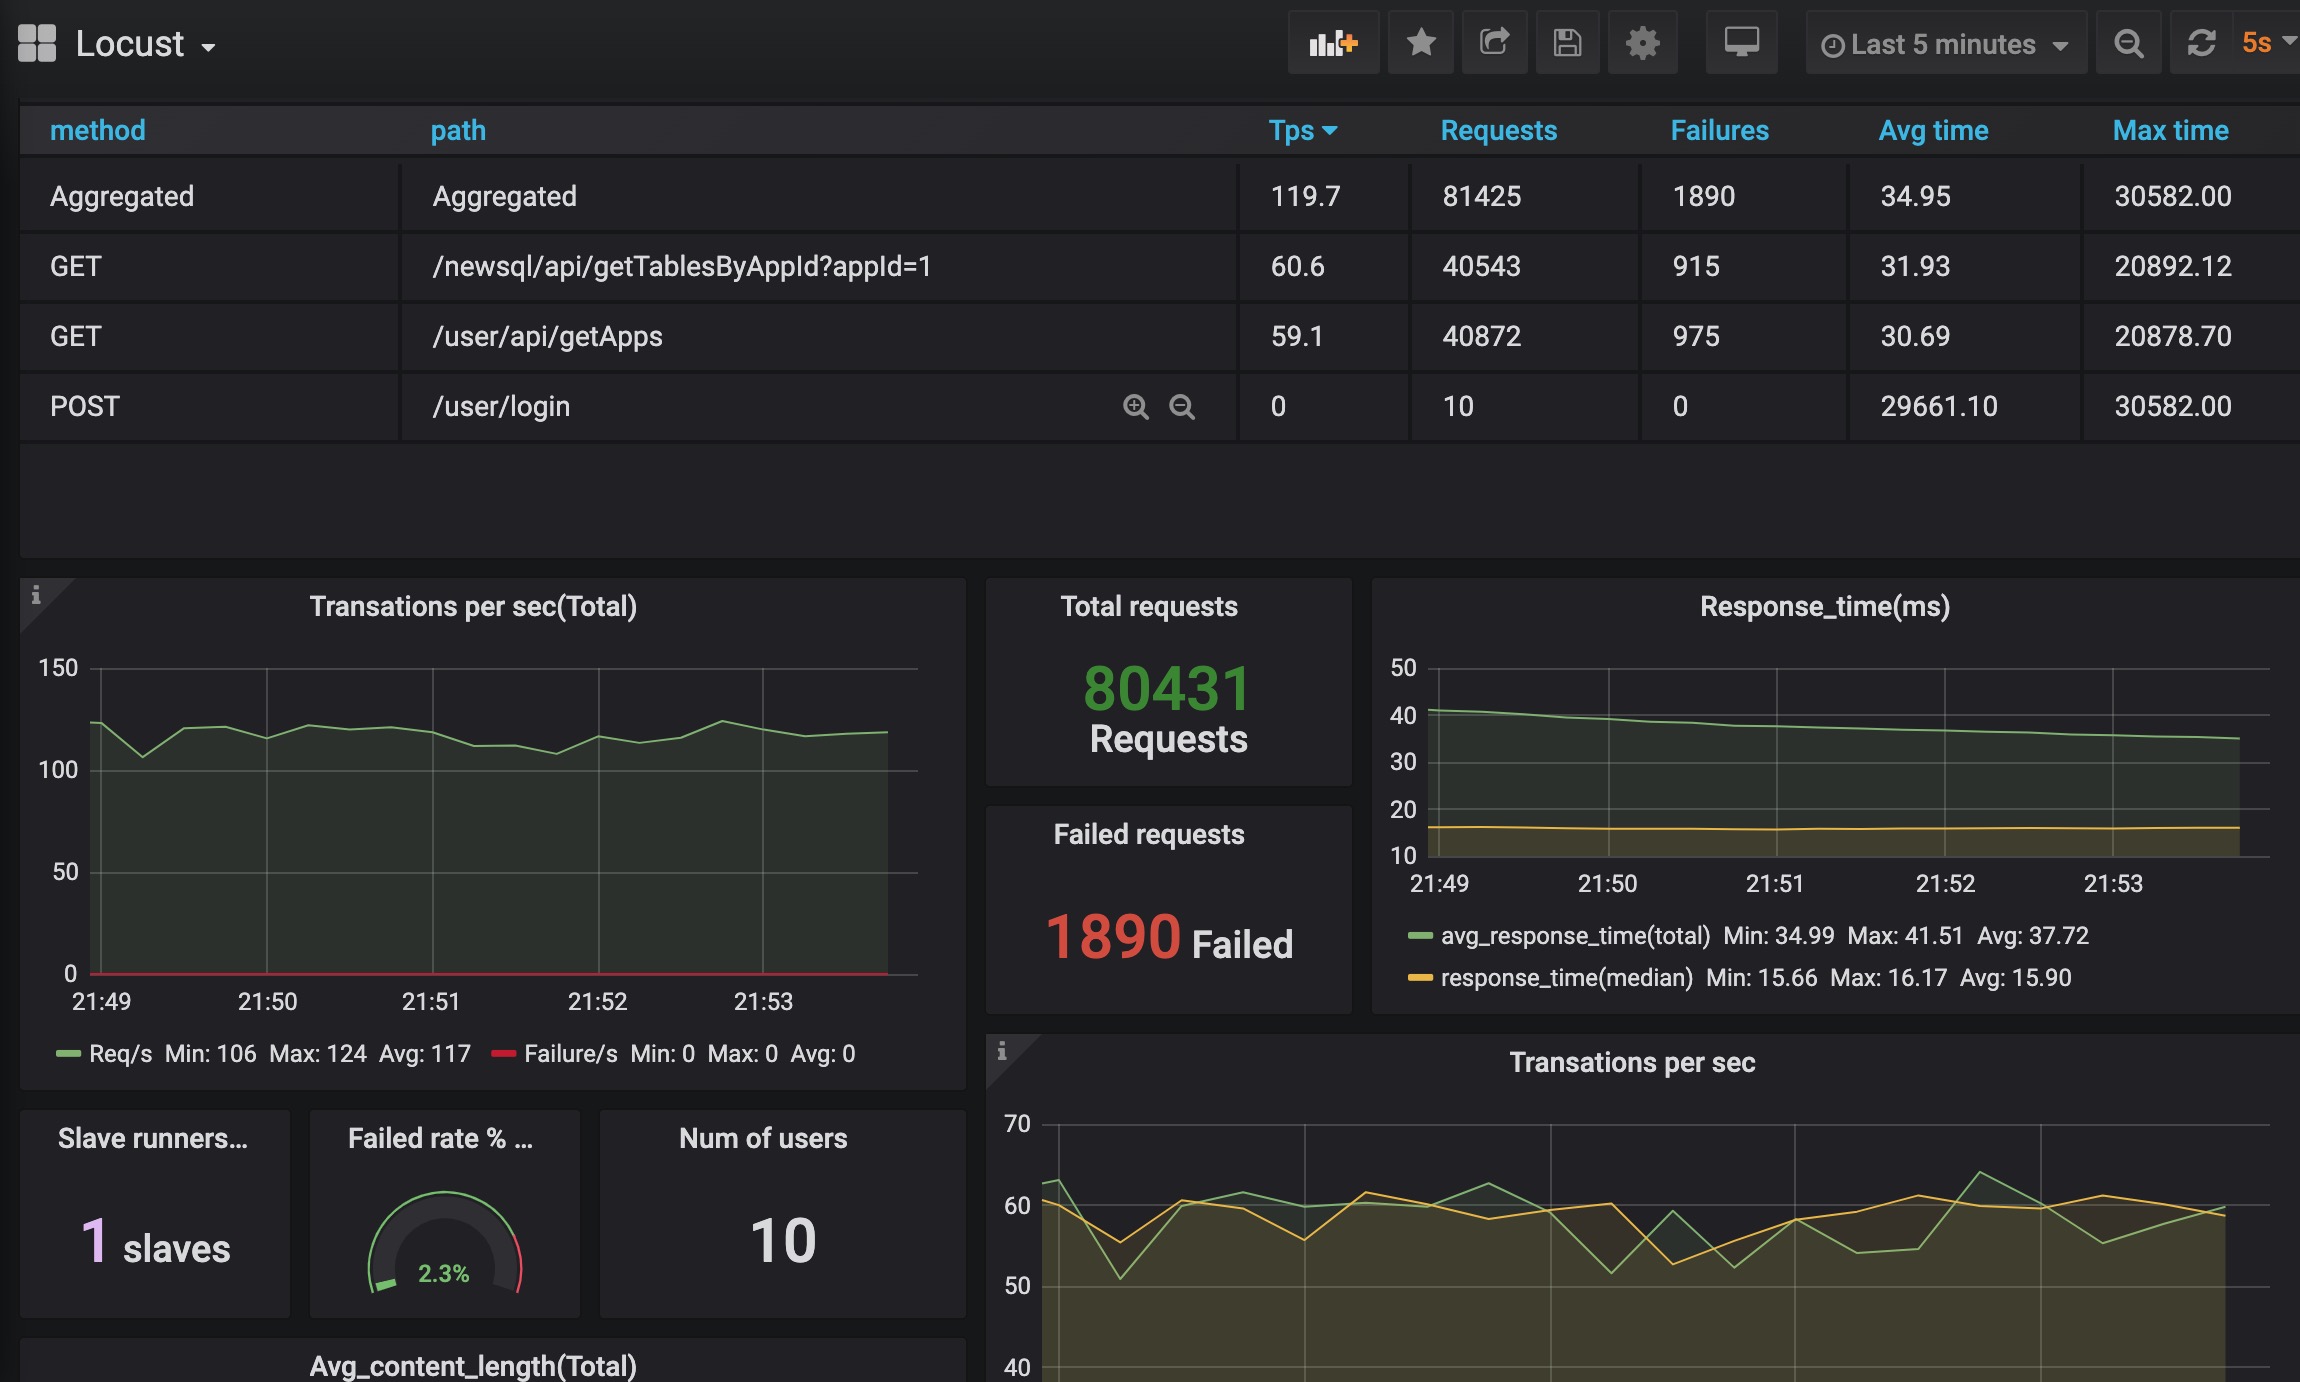 Locust
Last 5 minutes 5s
method path Tps Requests Failures Avg time Max time
Aggregated Aggregated 119.7 81425 1890 34.95 30582.00
GET /newsql/api/getTablesByAppId?appId=1 60.6 40543 915 31.93 20892.12
GET /user/api/getApps 59.1 40872 975 30.69 20878.70
POST /user/login 0 10 0 29661.10 30582.00
i
Transations per sec(Total)
150
100
50
0
21:49 21:50 21:51 21:52 21:53
Req/s Min: 106 Max: 124 Avg: 117 Failure/s Min: 0 Max: 0 Avg: 0
Total requests
80431
Requests
Failed requests
1890 Failed
Response_time(ms)
50
40
30
20
10
21:49 21:50 21:51 21:52 21:53
avg_response_time(total) Min: 34.99 Max: 41.51 Avg: 37.72
response_time(median) Min: 15.66 Max: 16.17 Avg: 15.90
Slave runners...
1 slaves
Failed rate % ...
2.3%
Num of users
10
i
Transations per sec
70
60
50
40
Avg_content_length(Total)